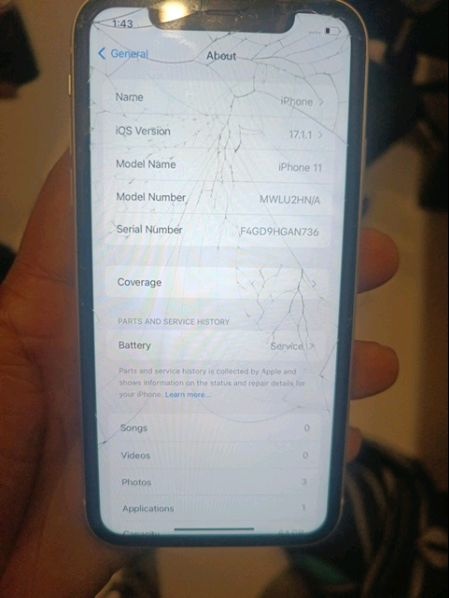 1:43
General
About
Name iPhone
iOS Version 17.1.1
Model Name iPhone 11
Model Number MWLU2HN/A
Serial Number F4GD9HGAN736
Coverage
PARTS AND SERVICE HISTORY
Battery Service
Parts and service history is collected by Apple and
shows information on the status and repair details for
your iPhone. Learn more...
Songs 0
Videos 0
Photos 3
Applications 1
Capacity